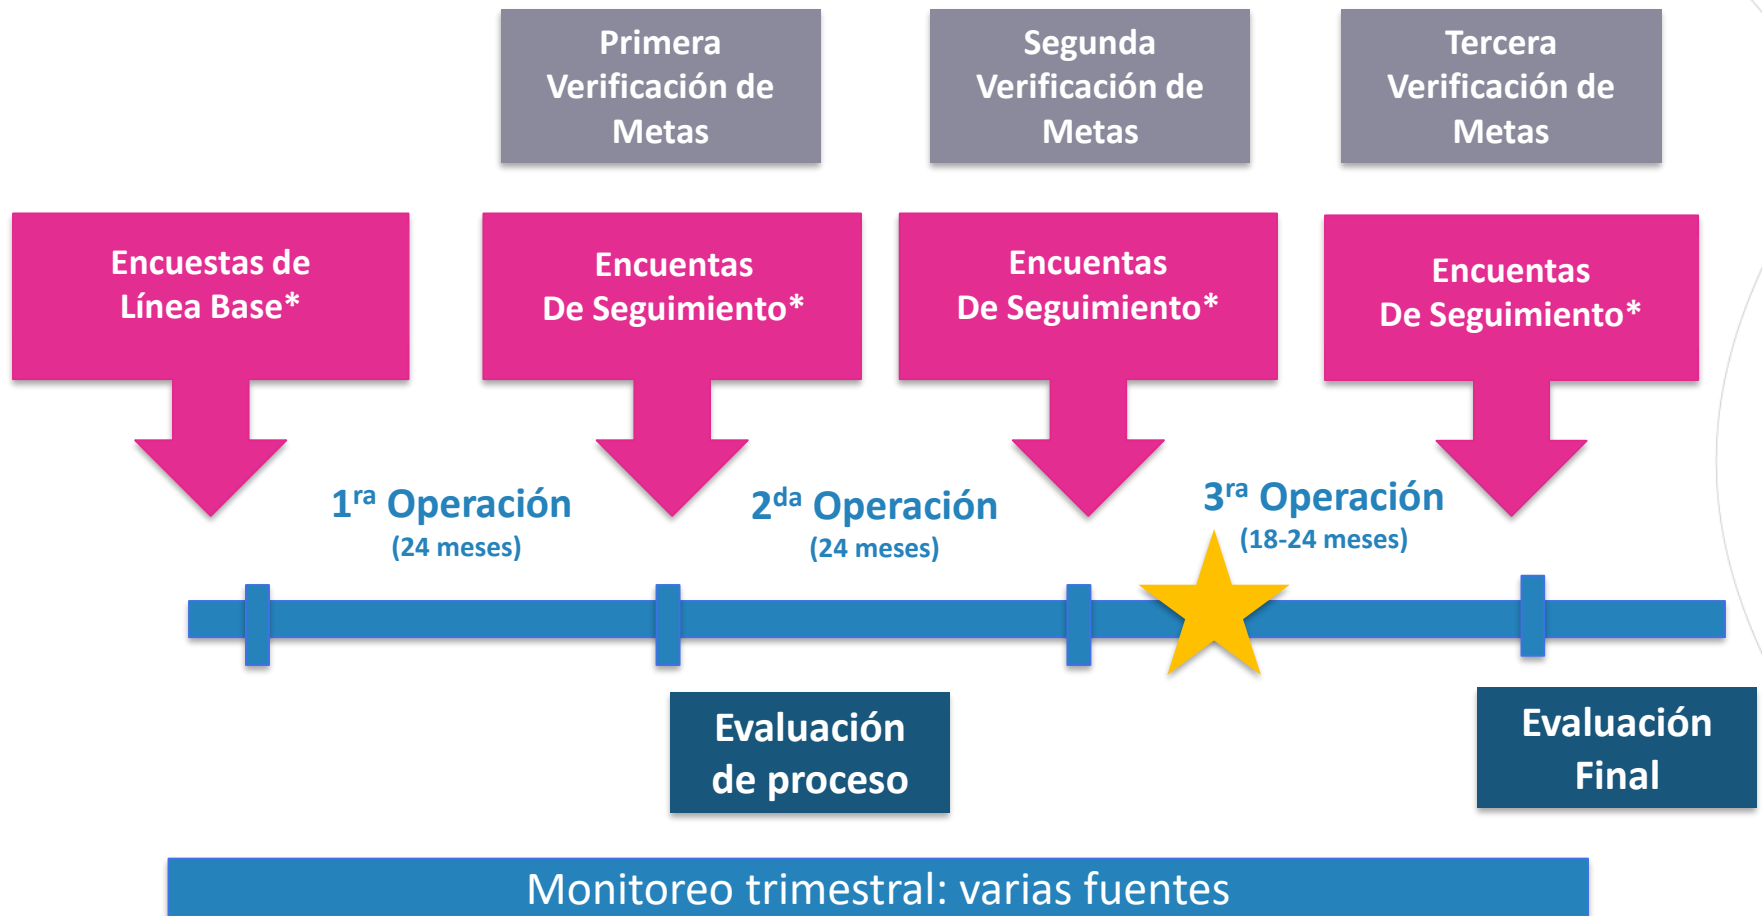 Primera
Verificación de
Metas
Segunda
Verificación de
Metas
Tercera
Verificación de
Metas
Encuestas de
Línea Base*
Encuentas
De Seguimiento*
Encuentas
De Seguimiento*
Encuentas
De Seguimiento*
1ra Operación
(24 meses)
2da Operación
(24 meses)
3ra Operación
(18-24 meses)
Evaluación
de proceso
Evaluación
Final
Monitoreo trimestral: varias fuentes